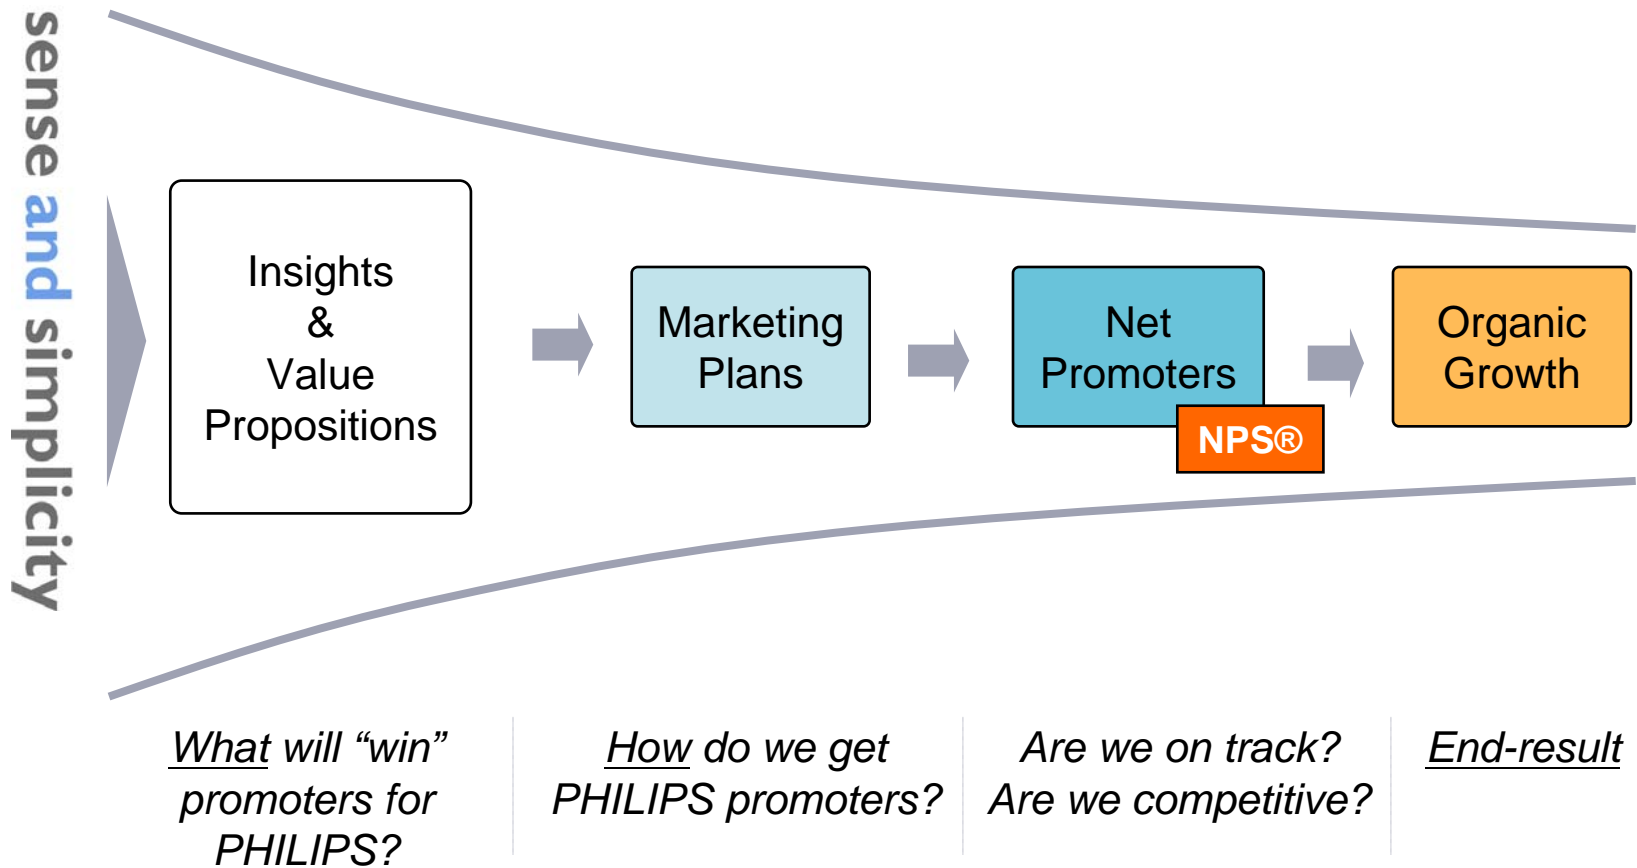 sense and simplicity
Insights
&
Value
Propositions
Marketing
Plans
Net
Promoters
NPS®
Organic
Growth
What will “win”
promoters for
PHILIPS?
How do we get
PHILIPS promoters?
Are we on track?
Are we competitive?
End-result